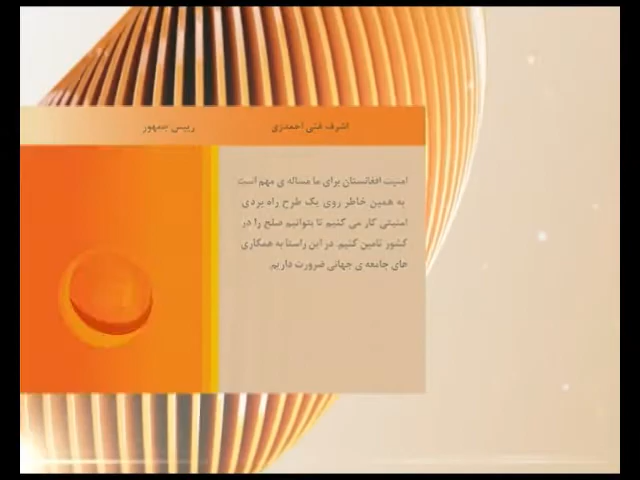 اشرف غنی احمدزی رییس جمهور
امنیت افغانستان برای ما مساله ی مهم است
به همین خاطر روی یک طرح راه بردی
امنیتی کار می کنیم تا بتوانیم صلح را در
کشور تامین کنیم. در این راستا به همکاری
های جامعه ی جهانی ضرورت داریم.